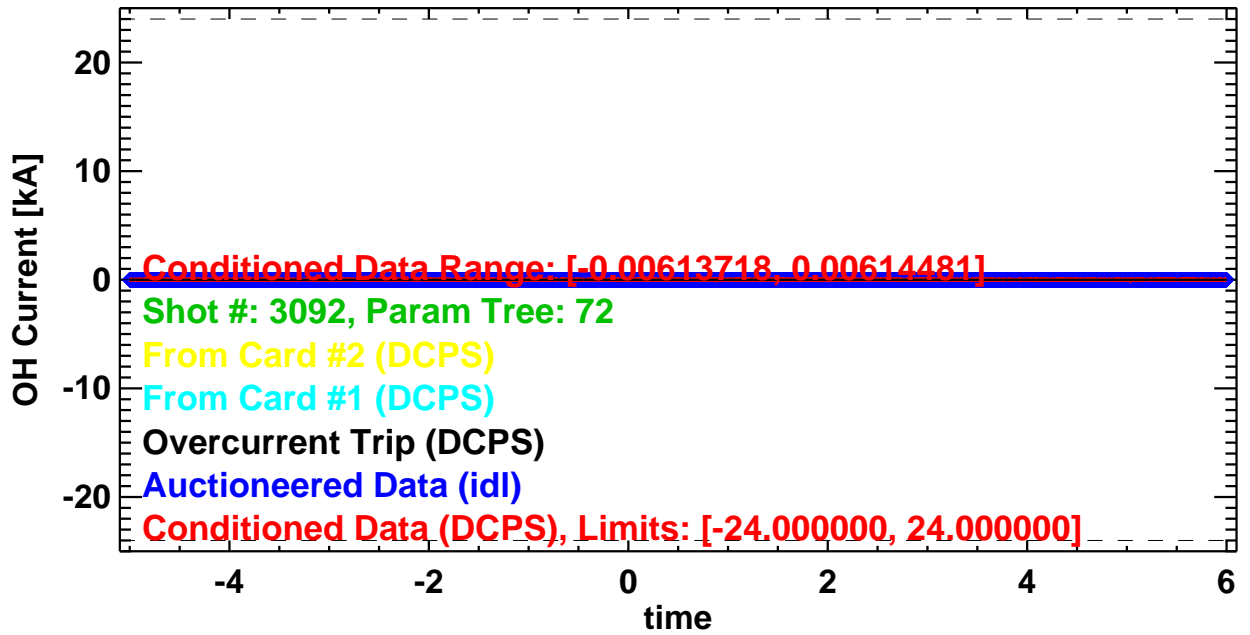 20
10
0
-10
-20
OH Current [kA]
Conditioned Data Range: [-0.00613718, 0.00614481]
Shot #: 3092, Param Tree: 72
From Card #2 (DCPS)
From Card #1 (DCPS)
Overcurrent Trip (DCPS)
Auctioneered Data (idl)
Conditioned Data (DCPS), Limits: [-24.000000, 24.000000]
-4 -2 0 2 4 6
time